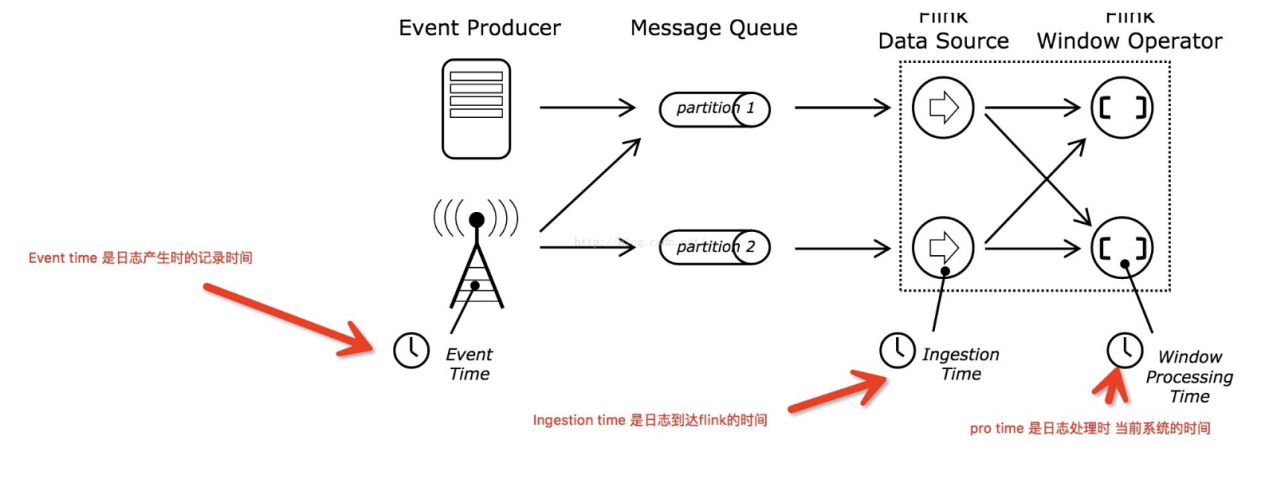 Event Producer
Message Queue
Flink
Flink
Data Source
Window Operator
partition 1
partition 2
Event time 是日志产生时的记录时间
Event
Time
Ingestion
Time
Window
Processing
Time
Ingestion time 是日志到达flink的时间
pro time 是日志处理时 当前系统的时间